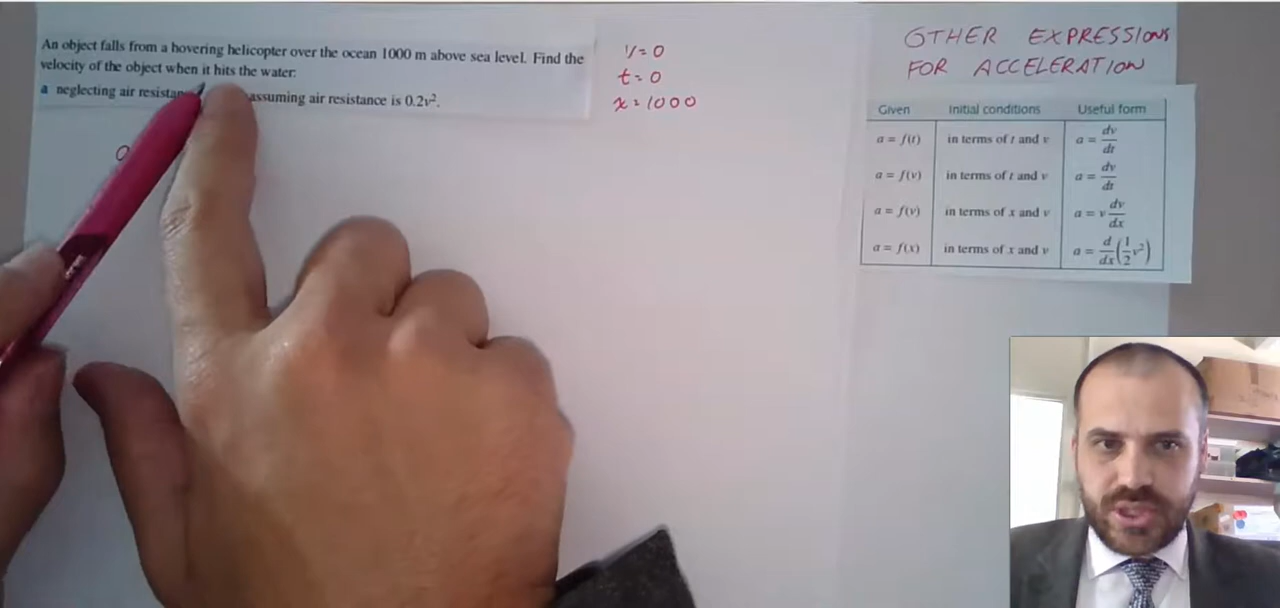 An object falls from a hovering helicopter over the ocean 1000 m above sea level. Find the
velocity of the object when it hits the water:
a neglecting air assuming air resistance is 0.2v².
v=0
t=0
x=1000
OTHER EXPRESSIONS
FOR ACCELERATION
Given Initial conditions Useful form
a = f(t) in terms of t and v a = dv/dt
a = f(v) in terms of t and v a = dv/dt
a = f(v) in terms of x and v a = v dv/dx
a = f(x) in terms of x and v a = d/dx(1/2 v²)